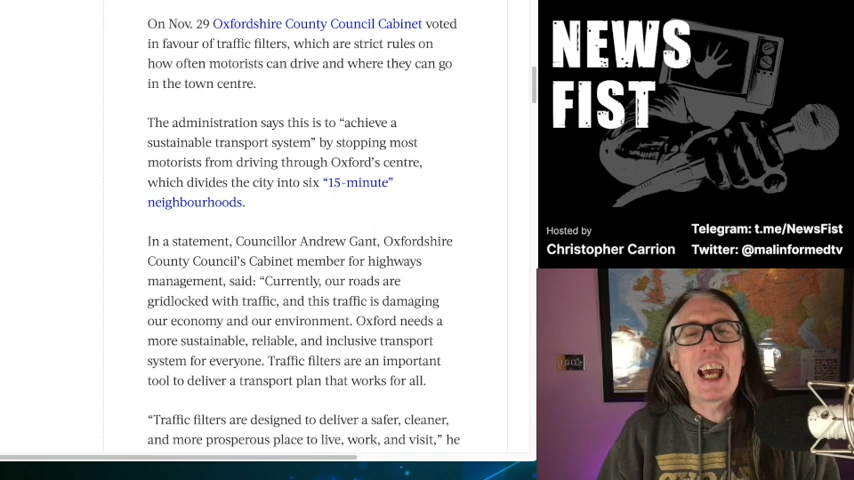 On Nov. 29 Oxfordshire County Council Cabinet voted
in favour of traffic filters, which are strict rules on
how often motorists can drive and where they can go
in the town centre.
The administration says this is to “achieve a
sustainable transport system” by stopping most
motorists from driving through Oxford’s centre,
which divides the city into six “15-minute”
neighbourhoods.
In a statement, Councillor Andrew Gant, Oxfordshire
County Council’s Cabinet member for highways
management, said: “Currently, our roads are
gridlocked with traffic, and this traffic is damaging
our economy and our environment. Oxford needs a
more sustainable, reliable, and inclusive transport
system for everyone. Traffic filters are an important
tool to deliver a transport plan that works for all.
“Traffic filters are designed to deliver a safer, cleaner,
and more prosperous place to live, work, and visit,” he
NEWS
FIST
Hosted by
Christopher Carrion
Telegram: t.me/NewsFist
Twitter: @malinformedtv